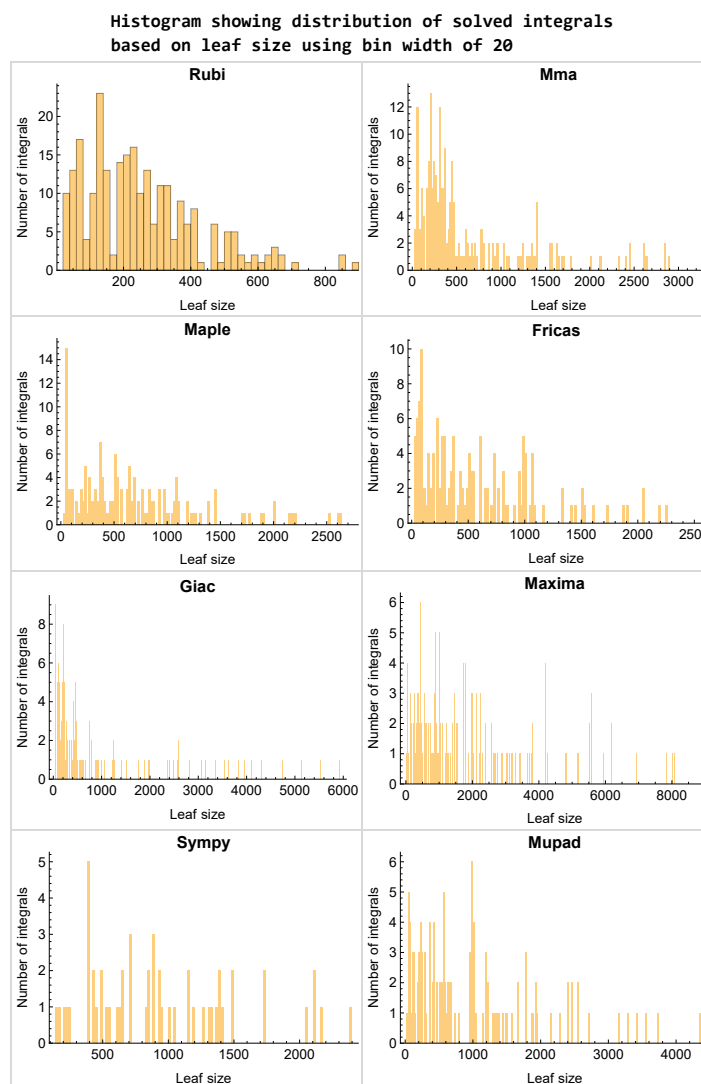 Histogram showing distribution of solved integrals
based on leaf size using bin width of 20
Rubi
Number of integrals
20
15
10
5
0
200 400 600 800
Leaf size
Mma
Number of integrals
12
10
8
6
4
2
0
0 500 1000 1500 2000 2500 3000
Leaf size
Maple
Number of integrals
14
12
10
8
6
4
2
0
0 500 1000 1500 2000 2500
Leaf size
Fricas
Number of integrals
10
8
6
4
2
0
0 500 1000 1500 2000 250
Leaf size
Giac
Number of integrals
8
6
4
2
0
0 1000 2000 3000 4000 5000 6000
Leaf size
Maxima
Number of integrals
6
5
4
3
2
1
0
0 2000 4000 6000 8000
Leaf size
Sympy
Number of integrals
5
4
3
2
1
0
500 1000 1500 2000
Leaf size
Mupad
Number of integrals
6
5
4
3
2
1
0
0 1000 2000 3000 4000
Leaf size